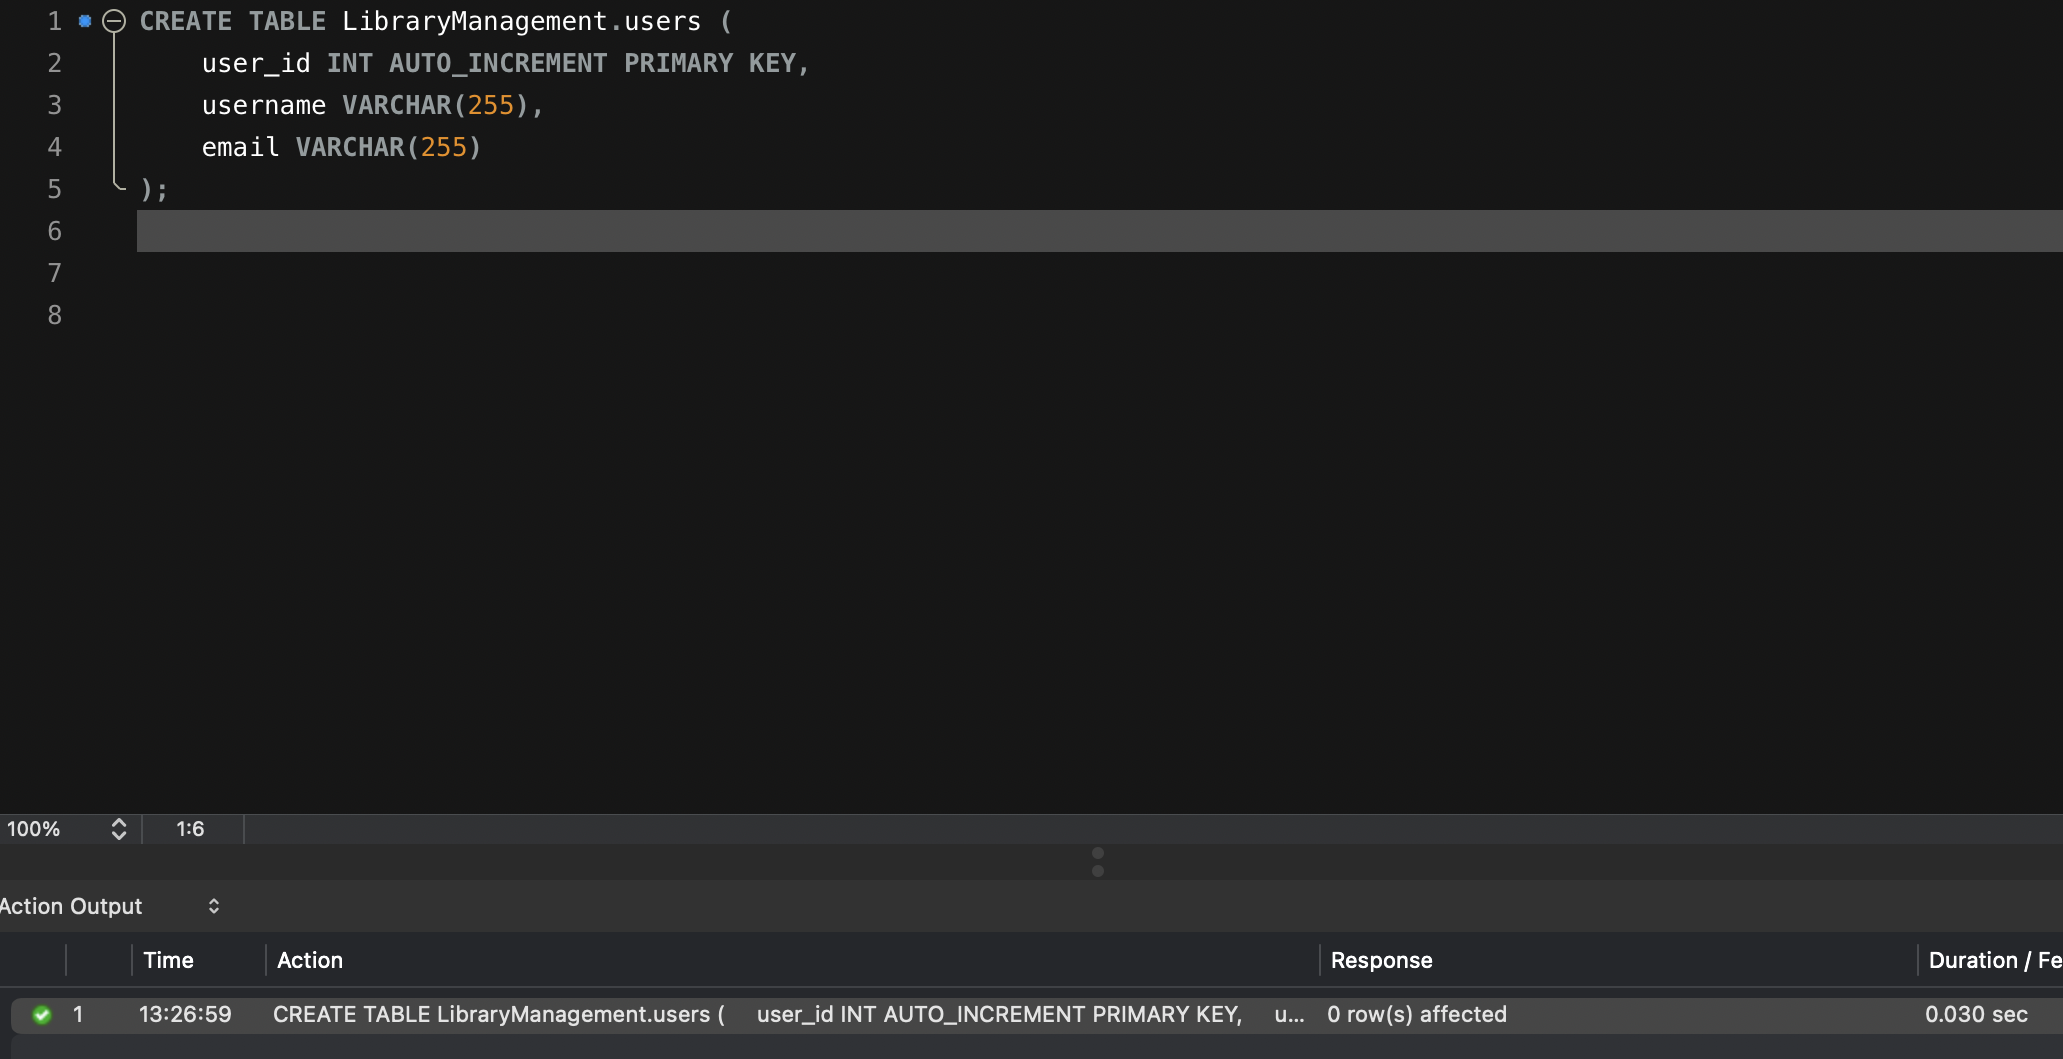 1 CREATE TABLE LibraryManagement.users (
2 user_id INT AUTO_INCREMENT PRIMARY KEY,
3 username VARCHAR(255),
4 email VARCHAR(255)
5 );
6
7
8
100% 1:6
Action Output
Time Action Response Duration / Fe
1 13:26:59 CREATE TABLE LibraryManagement.users ( user_id INT AUTO_INCREMENT PRIMARY KEY, u... 0 row(s) affected 0.030 sec